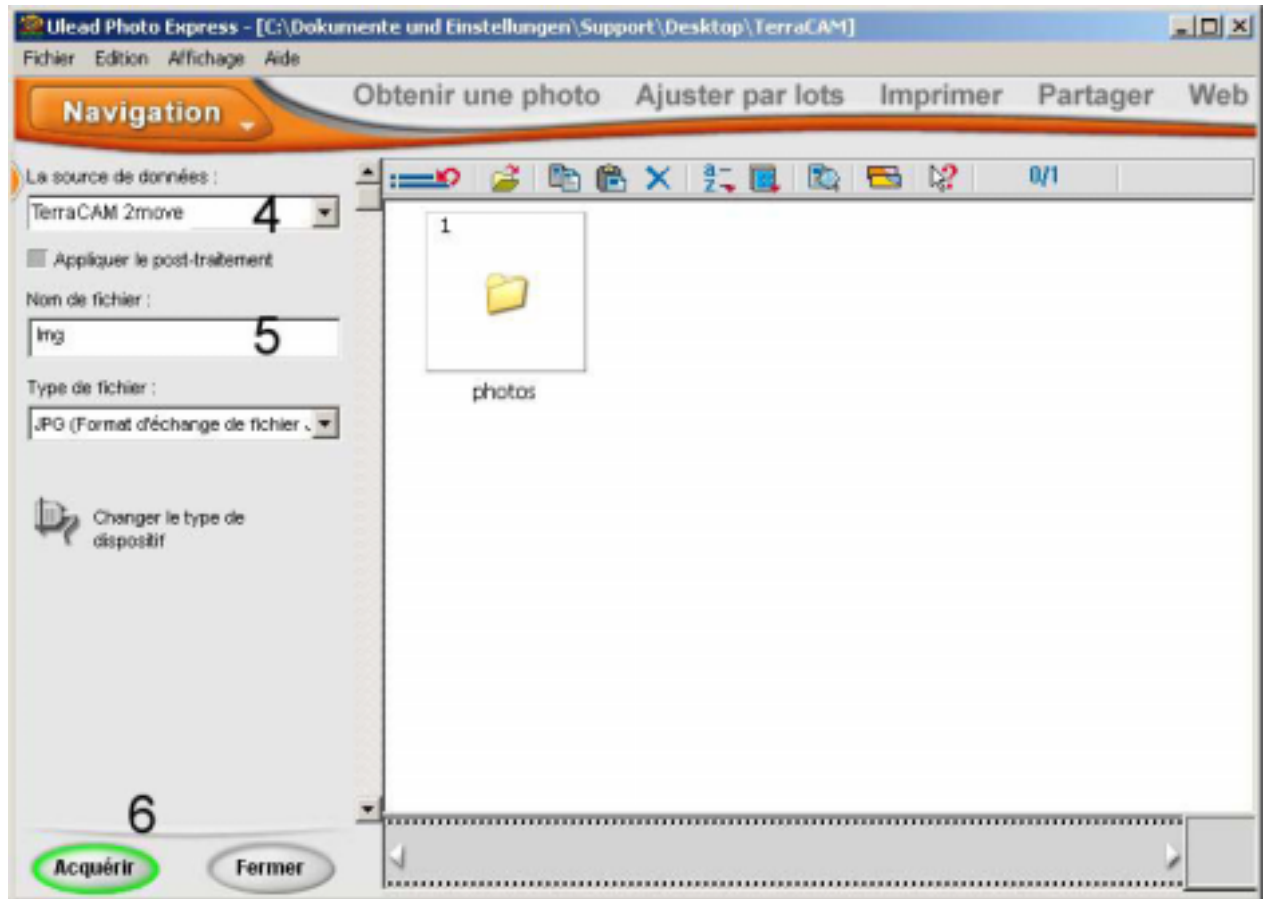 Ulead Photo Express - [C:\Dokumente und Einstellungen\Support\Desktop\TerraCAM]
Fichier Edition Affichage Aide
Navigation Obtenir une photo Ajuster par lots Imprimer Partager Web
La source de données :
0/1
TerraCAM 2move 4
1
Appliquer le post-traitement
Nom de fichier :
Img 5
Type de fichier :
photos
JPG (Format d'échange de fichier
Changer le type de
dispositif
6
Acquérir Fermer